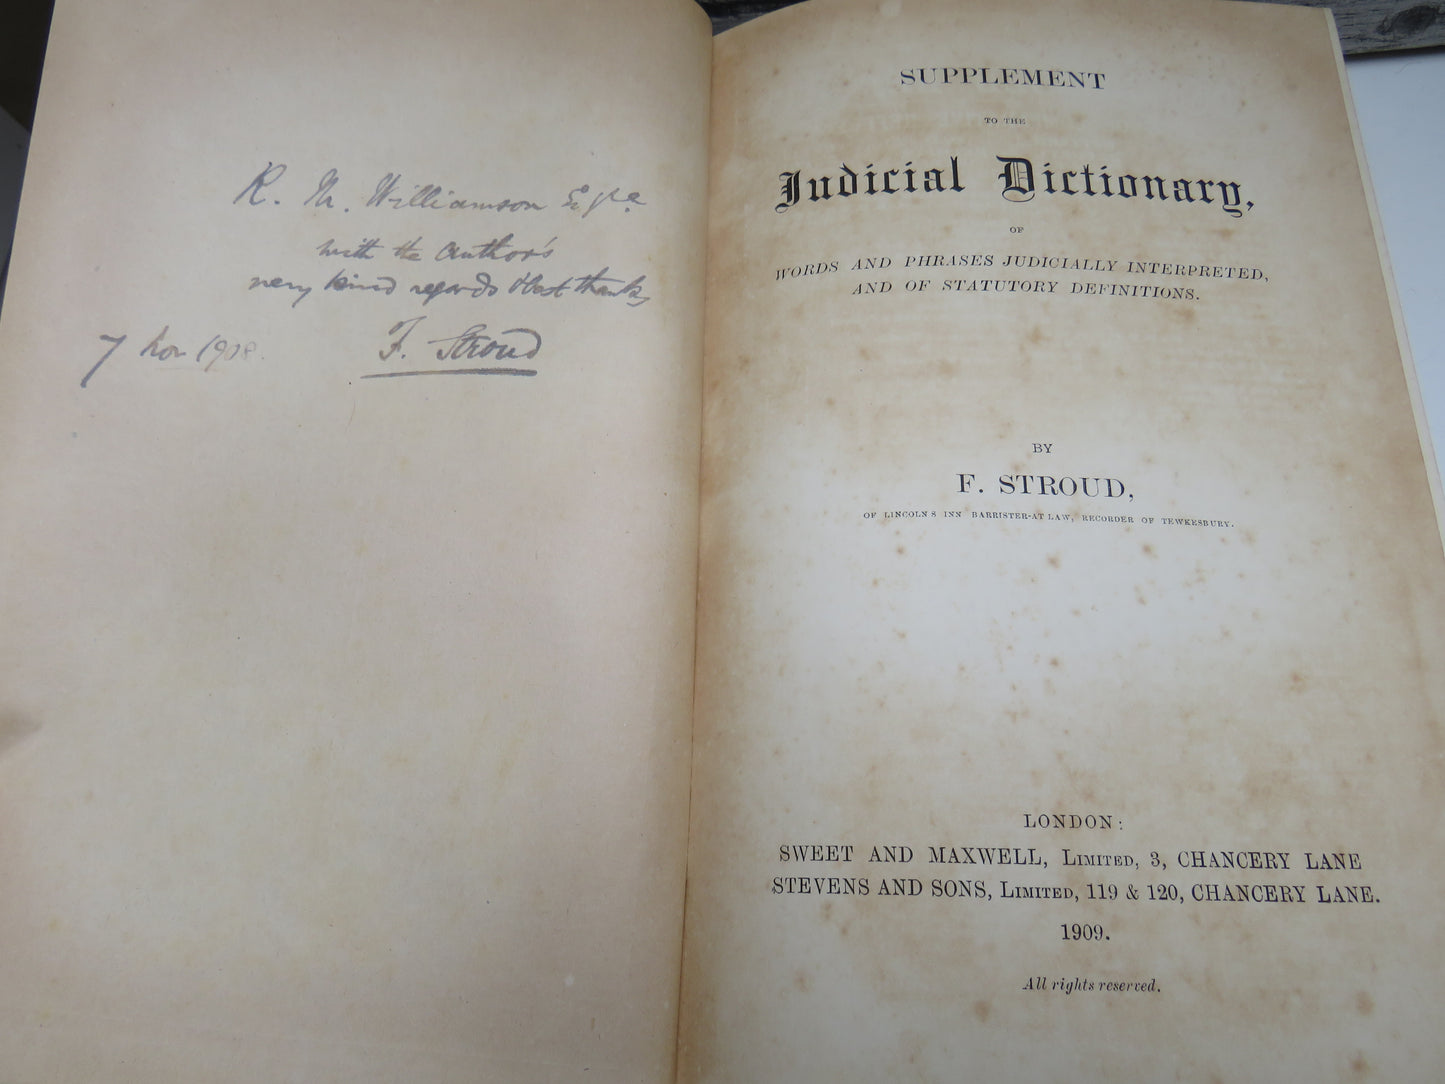 R. M. Williamson Esqre
with the author's
very kind regards & best thanks
7 Nov 1908.
F. Stroud
SUPPLEMENT
TO THE
Judicial Dictionary,
OF
WORDS AND PHRASES JUDICIALLY INTERPRETED,
AND OF STATUTORY DEFINITIONS.
BY
F. STROUD,
OF LINCOLN'S INN BARRISTER-AT LAW, RECORDER OF TEWKESBURY.
LONDON:
SWEET AND MAXWELL, LIMITED, 3, CHANCERY LANE
STEVENS AND SONS, LIMITED, 119 & 120, CHANCERY LANE.
1909.
All rights reserved.